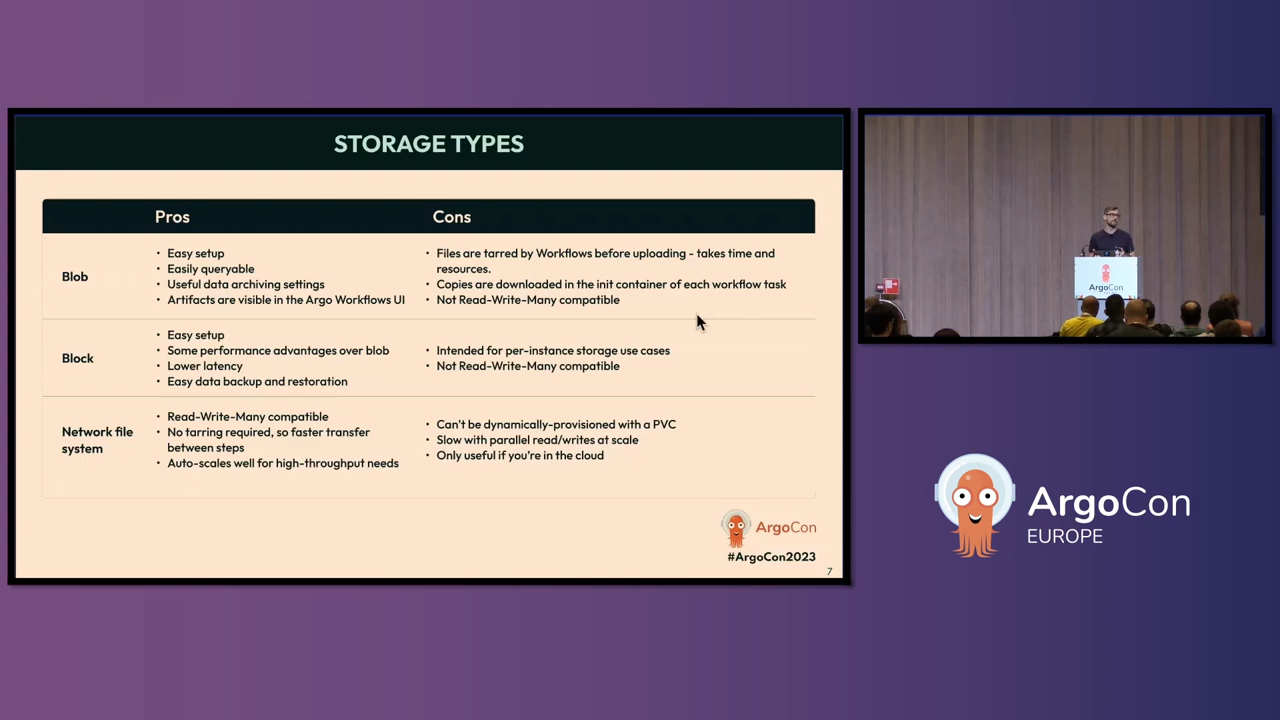 STORAGE TYPES
Pros
Cons
Blob
• Easy setup
• Easily queryable
• Useful data archiving settings
• Artifacts are visible in the Argo Workflows UI
• Files are tarred by Workflows before uploading - takes time and
resources.
• Copies are downloaded in the init container of each workflow task
• Not Read-Write-Many compatible
Block
• Easy setup
• Some performance advantages over blob
• Lower latency
• Easy data backup and restoration
• Intended for per-instance storage use cases
• Not Read-Write-Many compatible
Network file
system
• Read-Write-Many compatible
• No tarring required, so faster transfer
between steps
• Auto-scales well for high-throughput needs
• Can't be dynamically-provisioned with a PVC
• Slow with parallel read/writes at scale
• Only useful if you're in the cloud
ArgoCon
#ArgoCon2023
7
ArgoCon
ArgoCon
EUROPE